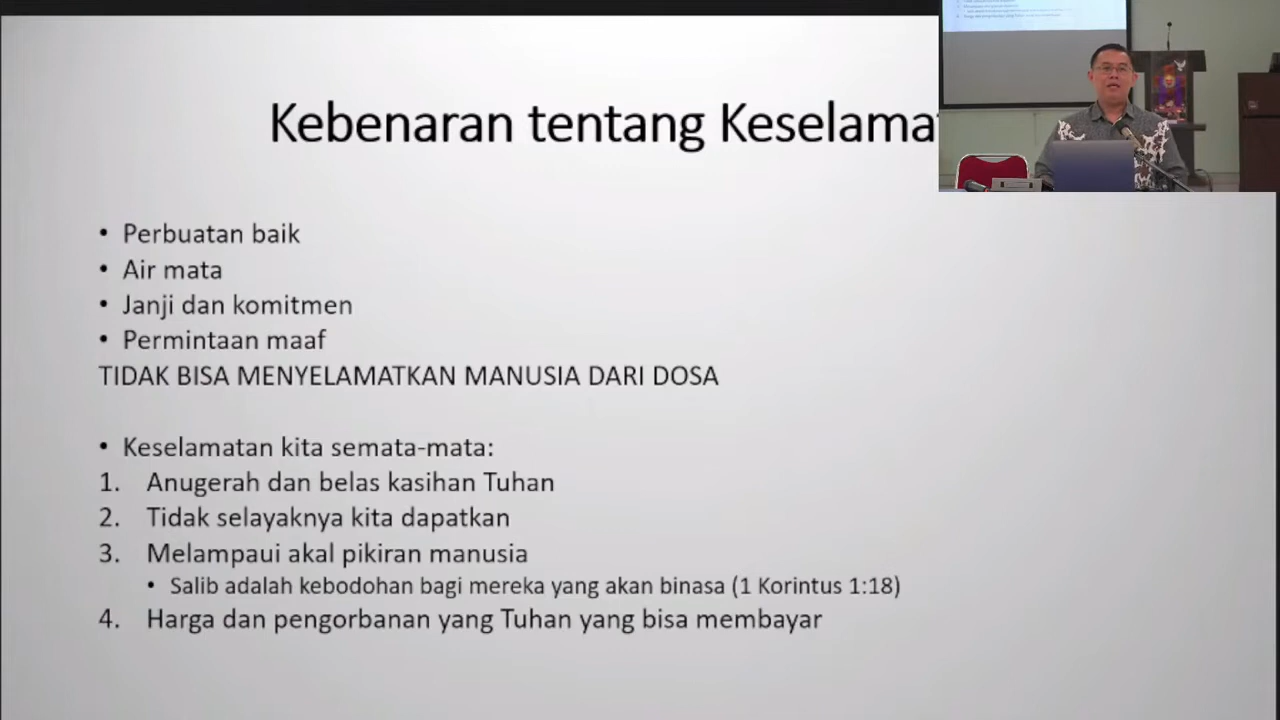 Kebenaran tentang Keselama
• Perbuatan baik
• Air mata
• Janji dan komitmen
• Permintaan maaf
TIDAK BISA MENYELAMATKAN MANUSIA DARI DOSA
• Keselamatan kita semata-mata:
1. Anugerah dan belas kasihan Tuhan
2. Tidak selayaknya kita dapatkan
3. Melampaui akal pikiran manusia
• Salib adalah kebodohan bagi mereka yang akan binasa (1 Korintus 1:18)
4. Harga dan pengorbanan yang Tuhan yang bisa membayar